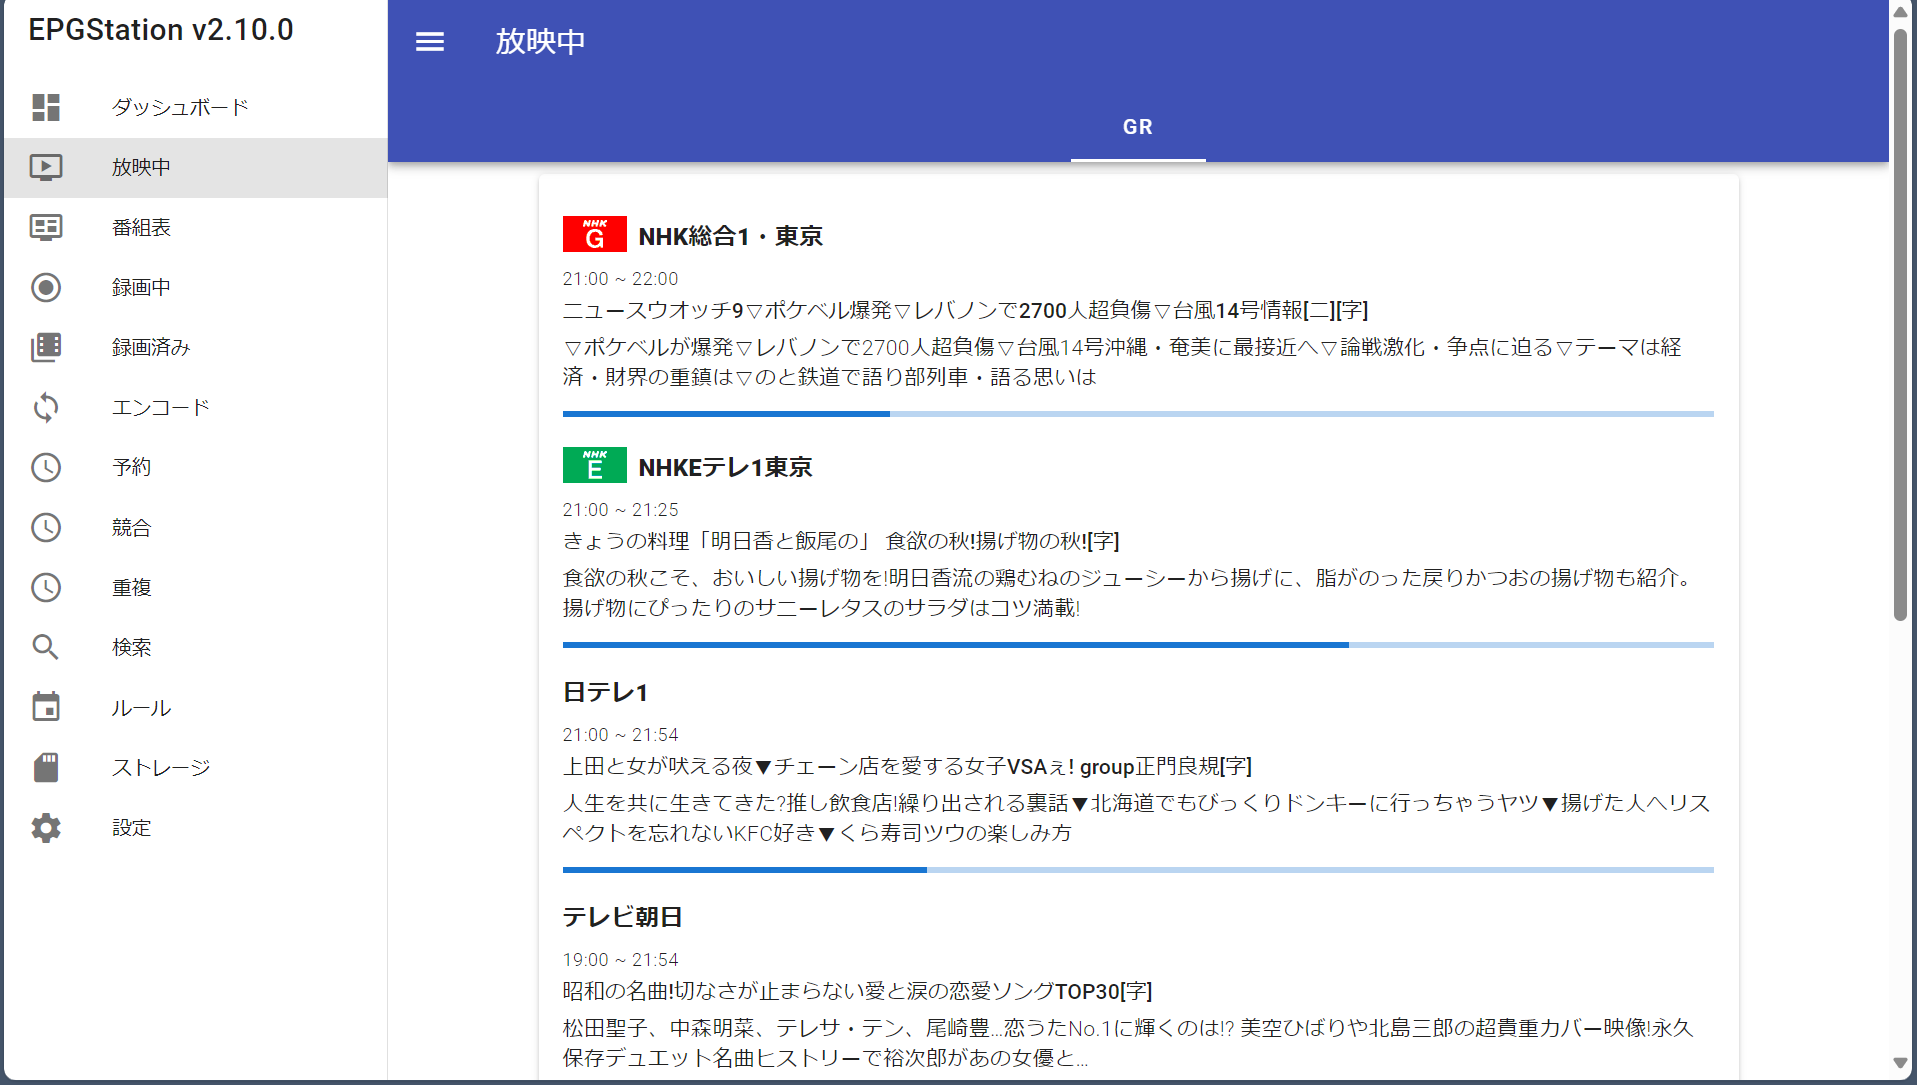 EPGStation v2.10.0
ダッシュボード
放映中
番組表
録画中
録画済み
エンコード
予約
競合
重複
検索
ルール
ストレージ
設定
放映中
GR
NHK
G
NHK総合1・東京
21:00 ~ 22:00
ニュースウオッチ9▽ポケベル爆発▽レバノンで2700人超負傷▽台風14号情報[二][字]
▽ポケベルが爆発▽レバノンで2700人超負傷▽台風14号沖縄・奄美に最接近へ▽論戦激化・争点に迫る▽テーマは経
済・財界の重鎮は▽のと鉄道で語り部列車・語る思いは
NHK
E
NHKEテレ1東京
21:00 ~ 21:25
きょうの料理「明日香と飯尾の」 食欲の秋!揚げ物の秋![字]
食欲の秋こそ、おいしい揚げ物を!明日香流の鶏むねのジューシーから揚げに、脂がのった戻りかつおの揚げ物も紹介。
揚げ物にぴったりのサニーレタスのサラダはコツ満載!
日テレ1
21:00 ~ 21:54
上田と女が吠える夜▼チェーン店を愛する女子VSAぇ! group正門良規[字]
人生を共に生きてきた?推し飲食店!繰り出される裏話▼北海道でもびっくりドンキーに行っちゃうヤツ▼揚げた人へリス
ペクトを忘れないKFC好き▼くら寿司ツウの楽しみ方
テレビ朝日
19:00 ~ 21:54
昭和の名曲!切なさが止まらない愛と涙の恋愛ソングTOP30[字]
松田聖子、中森明菜、テレサ・テン、尾崎豊…恋うたNo.1に輝くのは!? 美空ひばりや北島三郎の超貴重カバー映像!永久
保存デュエット名曲ヒストリーで裕次郎があの女優と…